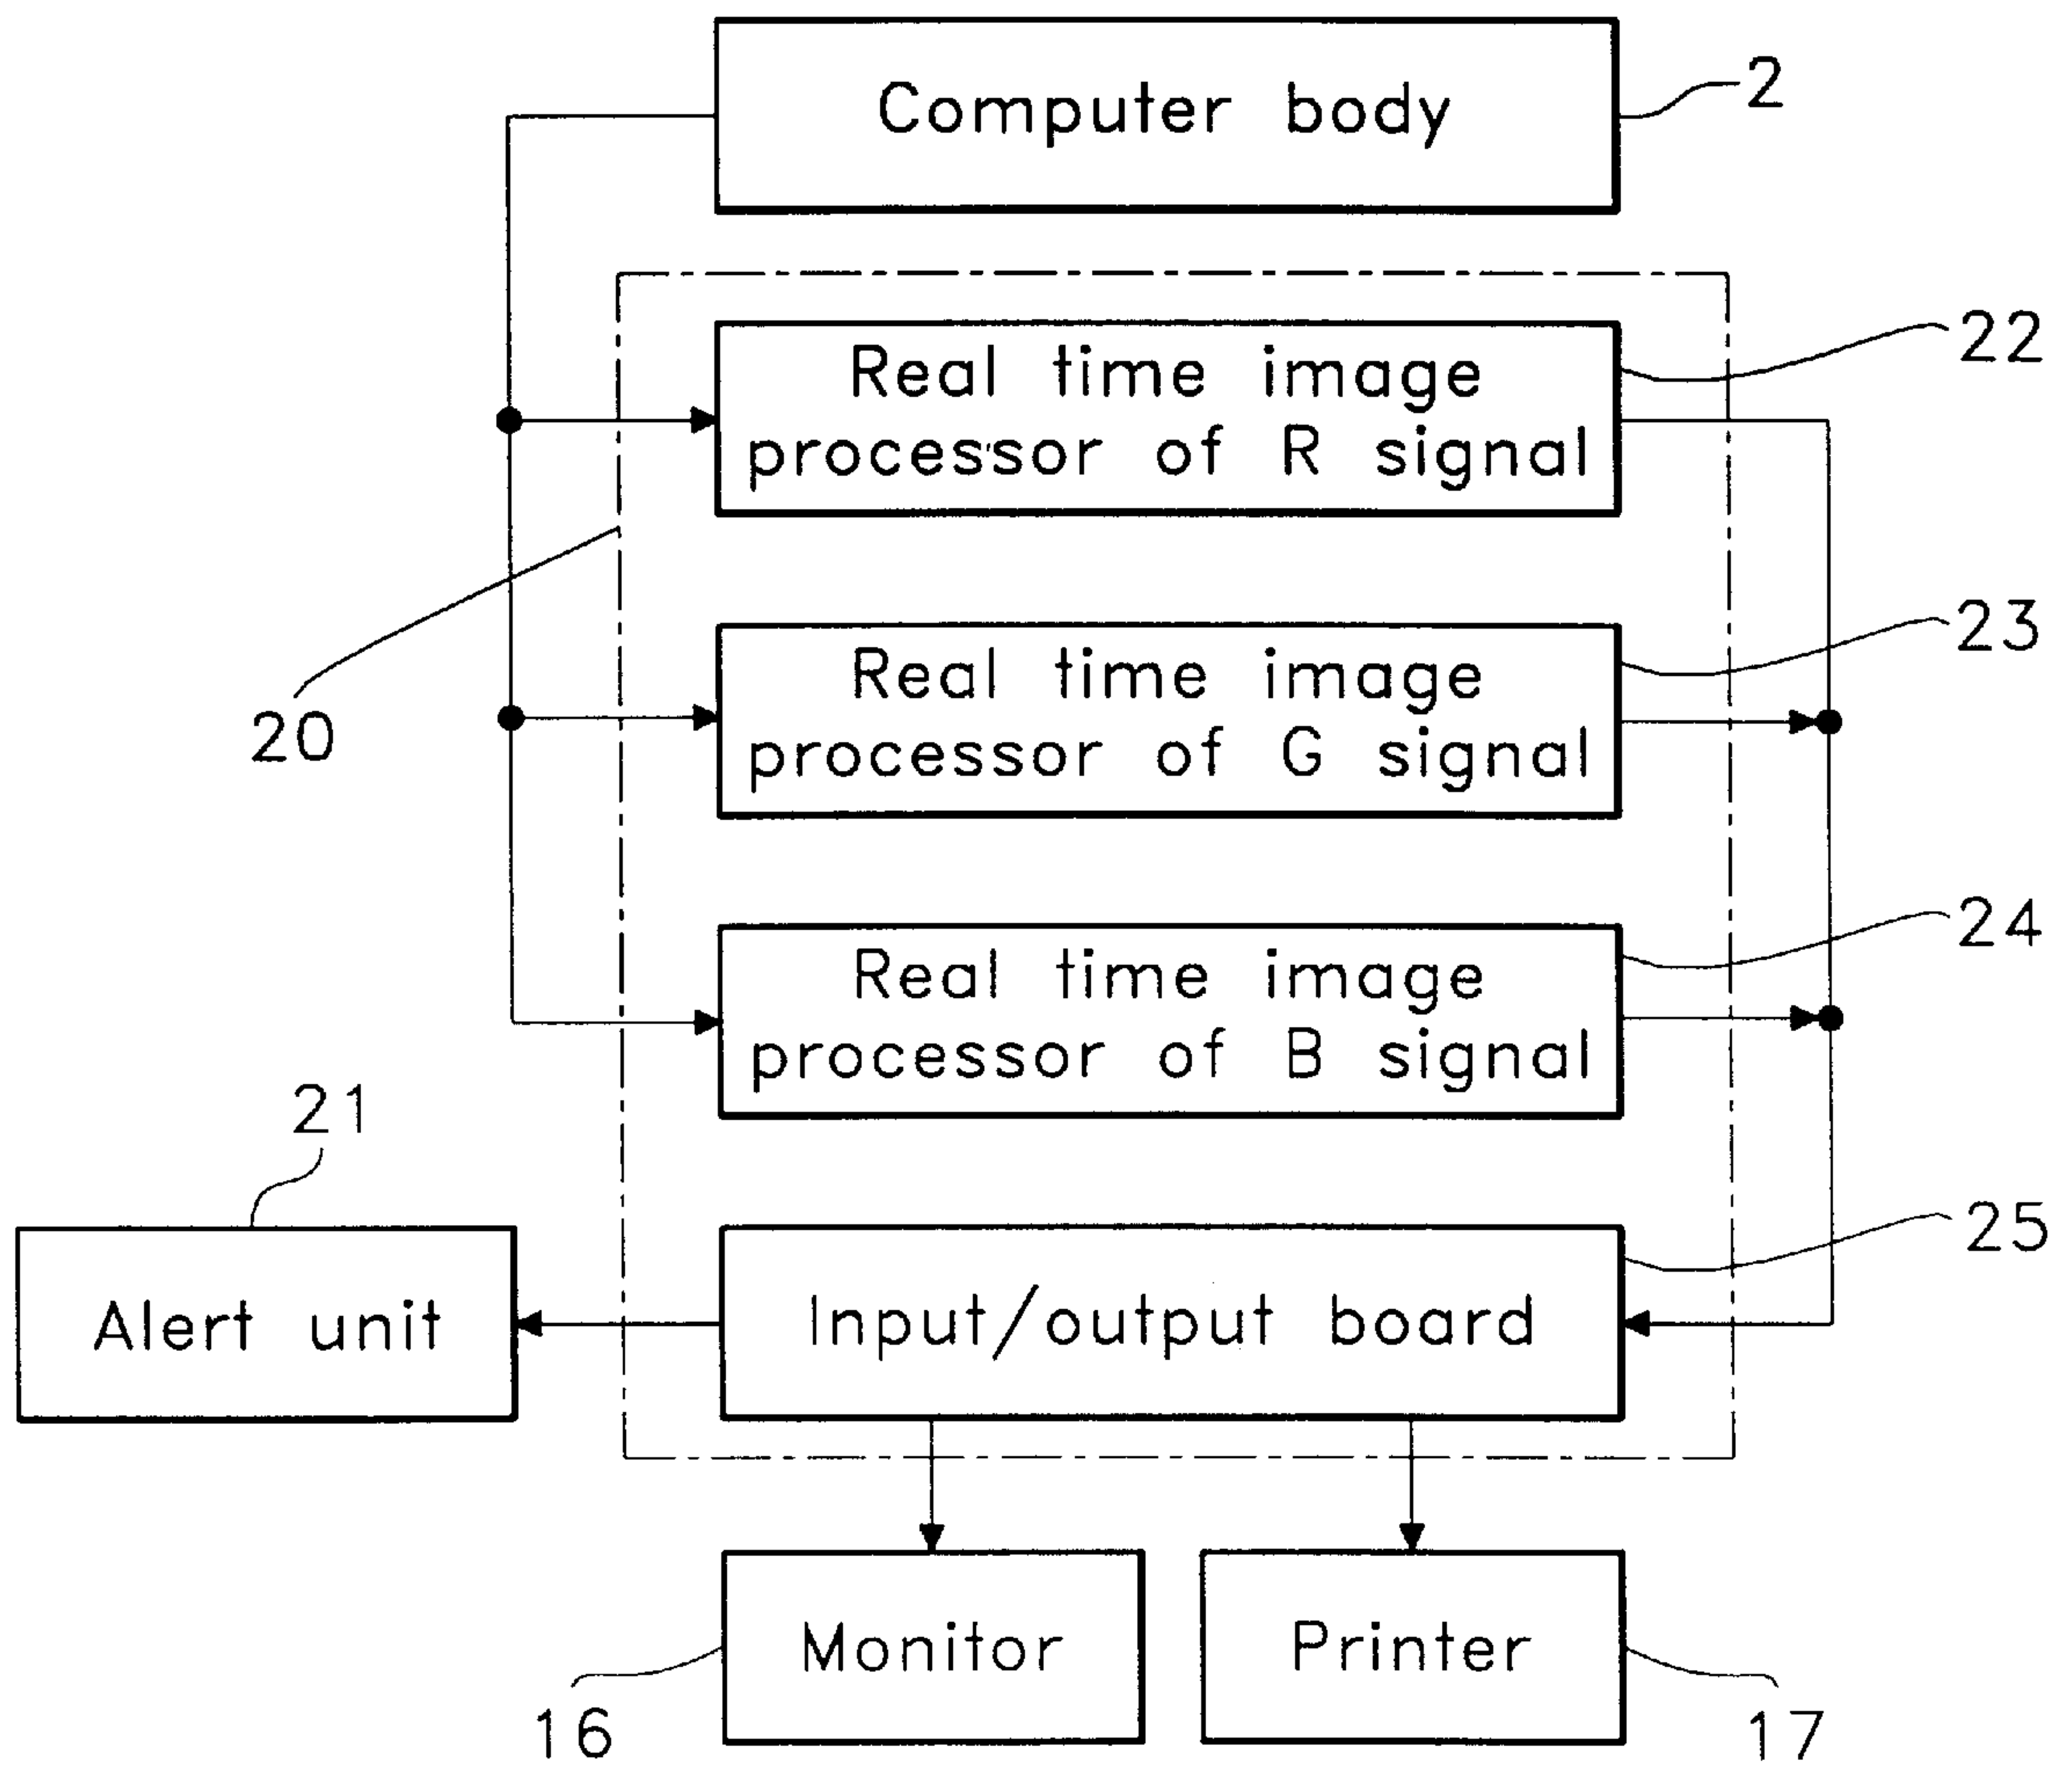 Computer body
2
Real time image
processor of R signal
22
Real time image
processor of G signal
23
20
Real time image
processor of B signal
24
21
Alert unit
Input/output board
25
Monitor
Printer
16
17